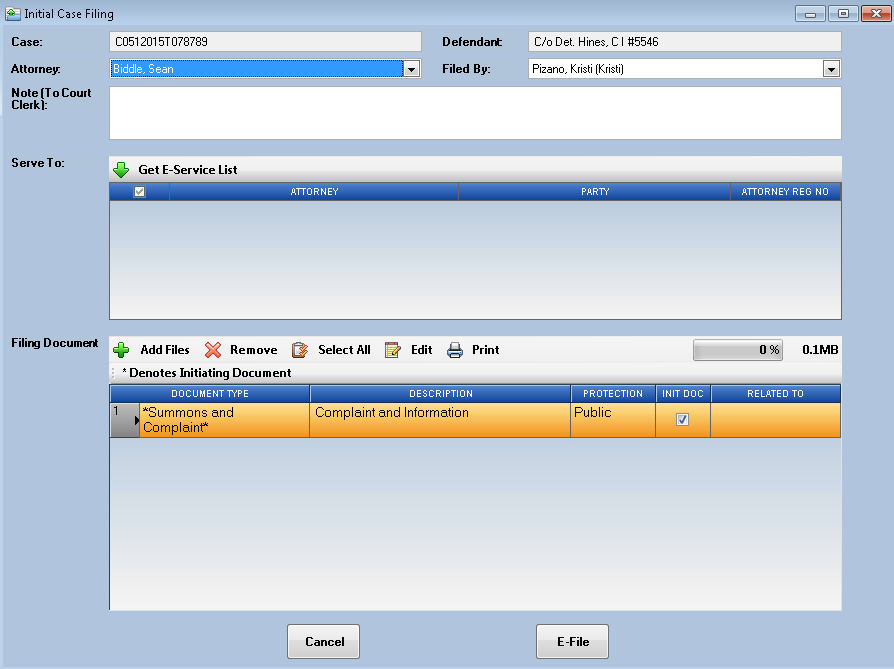 Initial Case Filing
Case: C0512015T078789 Defendant: C/o Det. Hines, C I #5546
Attorney: Biddle, Sean Filed By: Pizano, Kristi (Kristi)
Note (To Court
Clerk):
Serve To: Get E-Service List
ATTORNEY PARTY ATTORNEY REG NO
Filing Document Add Files Remove Select All Edit Print 0 % 0.1MB
* Denotes Initiating Document
DOCUMENT TYPE DESCRIPTION PROTECTION INIT DOC RELATED TO
1 *Summons and Complaint and Information Public
Complaint*
Cancel E-File